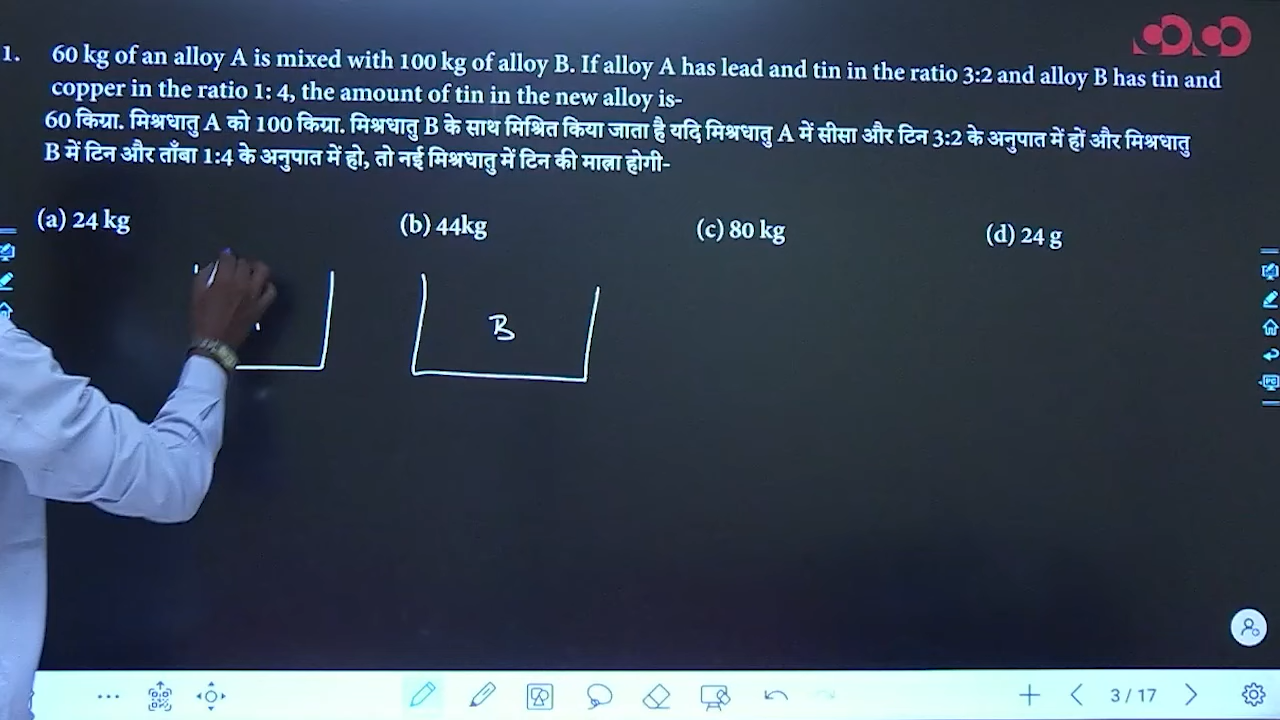 1. 60 kg of an alloy A is mixed with 100 kg of alloy B. If alloy A has lead and tin in the ratio 3:2 and alloy B has tin and
copper in the ratio 1: 4, the amount of tin in the new alloy is-
60 किग्रा. मिश्रधातु A को 100 किग्रा. मिश्रधातु B के साथ मिश्रित किया जाता है यदि मिश्रधातु A में सीसा और टिन 3:2 के अनुपात में हों और मिश्रधातु
B में टिन और ताँबा 1:4 के अनुपात में हो, तो नई मिश्रधातु में टिन की मात्रा होगी-
(a) 24 kg (b) 44kg (c) 80 kg (d) 24 g
B
3 / 17